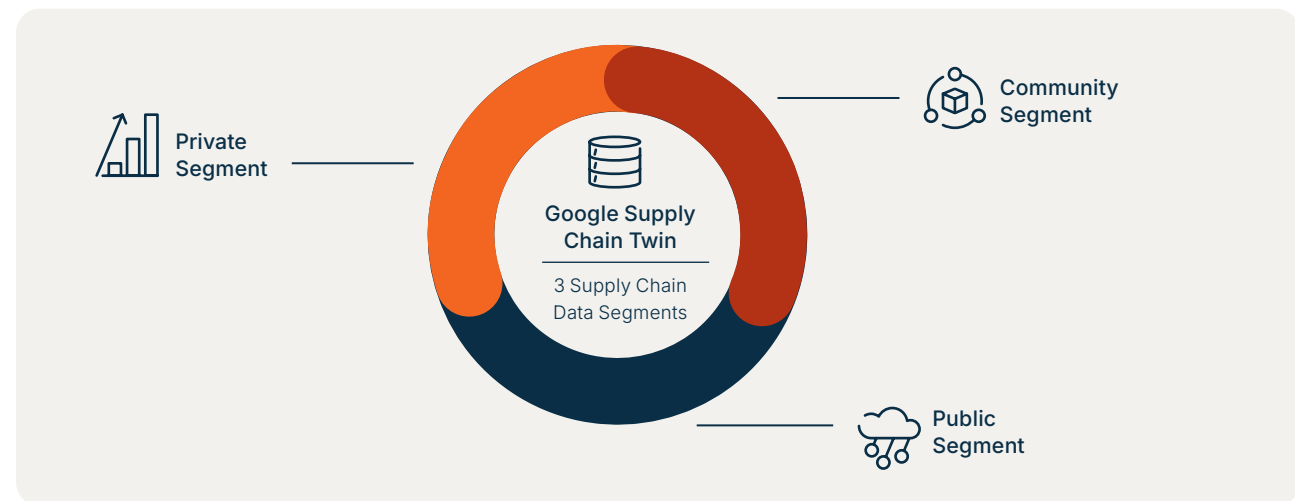 Private
Segment
Community
Segment
Google Supply
Chain Twin
3 Supply Chain
Data Segments
Public
Segment